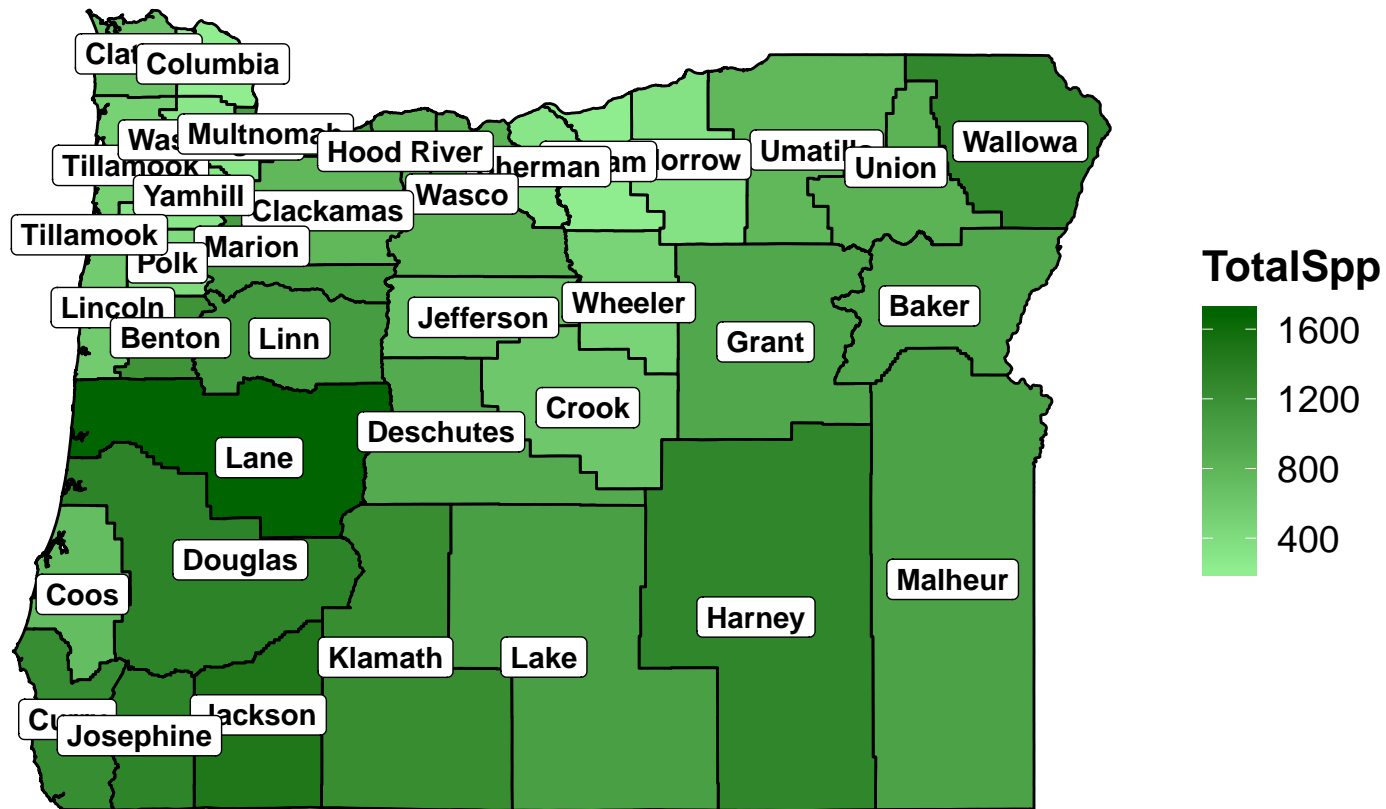 Columbia
Multnomah
Tillamook
Hood River
Sherman
Morrow
Umatilla
Union
Wallowa
Yamhill
Wasco
Clackamas
Tillamook
Marion
Polk
Lincoln
Benton
Linn
Jefferson
Wheeler
Grant
Baker
Lane
Deschutes
Crook
Douglas
Coos
Klamath
Lake
Harney
Malheur
Curry
Josephine
Jackson
TotalSpp
1600
1200
800
400